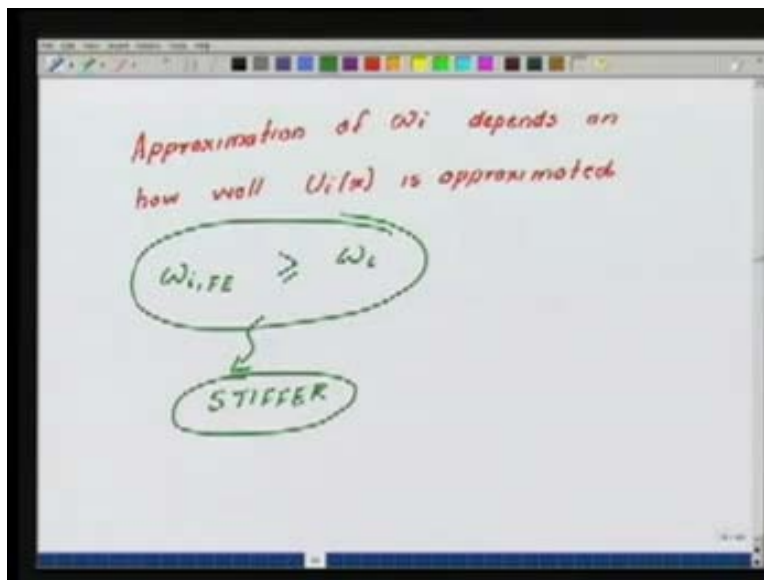 Approximation of ωi depends on
how well Ui(x) is approximated
ωi,FE ≥ ωi
STIFFER